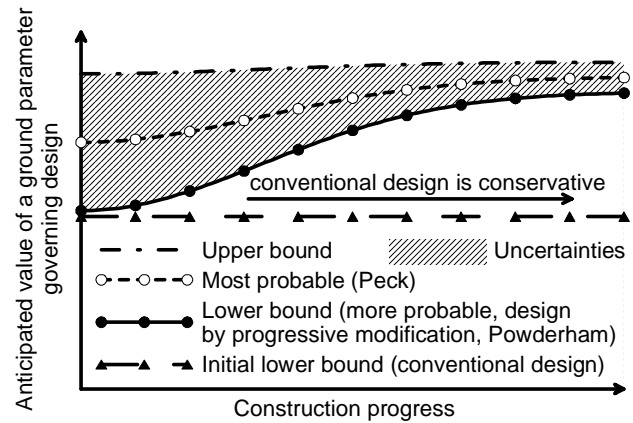 Anticipated value of a ground parameter
governing design
conventional design is conservative
Upper bound
Uncertainties
Most probable (Peck)
Lower bound (more probable, design
by progressive modification, Powderham)
Initial lower bound (conventional design)
Construction progress